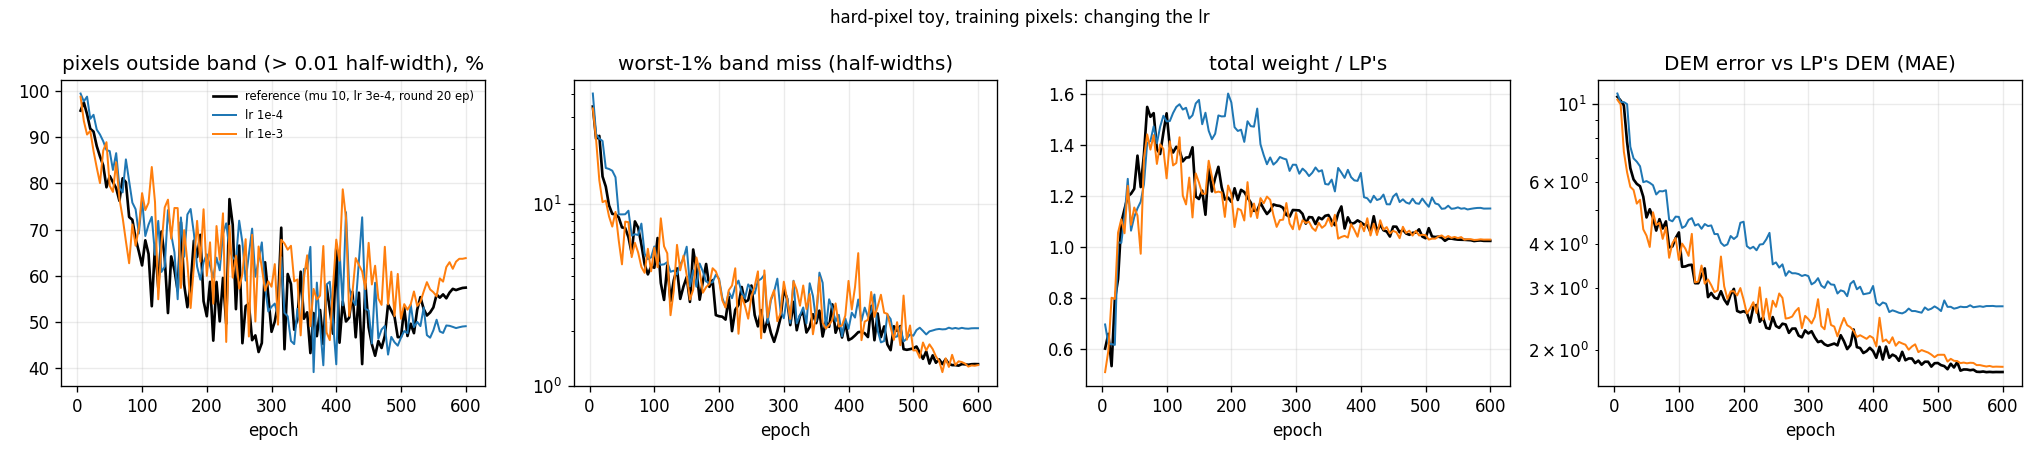 hard-pixel toy, training pixels: changing the lr
pixels outside band (> 0.01 half-width), %
100
90
80
70
60
50
40
0 100 200 300 400 500 600
epoch
reference (mu 10, lr 3e-4, round 20 ep)
lr 1e-4
lr 1e-3
worst-1% band miss (half-widths)
10^1
10^0
0 100 200 300 400 500 600
epoch
total weight / LP's
1.6
1.4
1.2
1.0
0.8
0.6
0 100 200 300 400 500 600
epoch
DEM error vs LP's DEM (MAE)
10^1
6 × 10^0
4 × 10^0
3 × 10^0
2 × 10^0
0 100 200 300 400 500 600
epoch